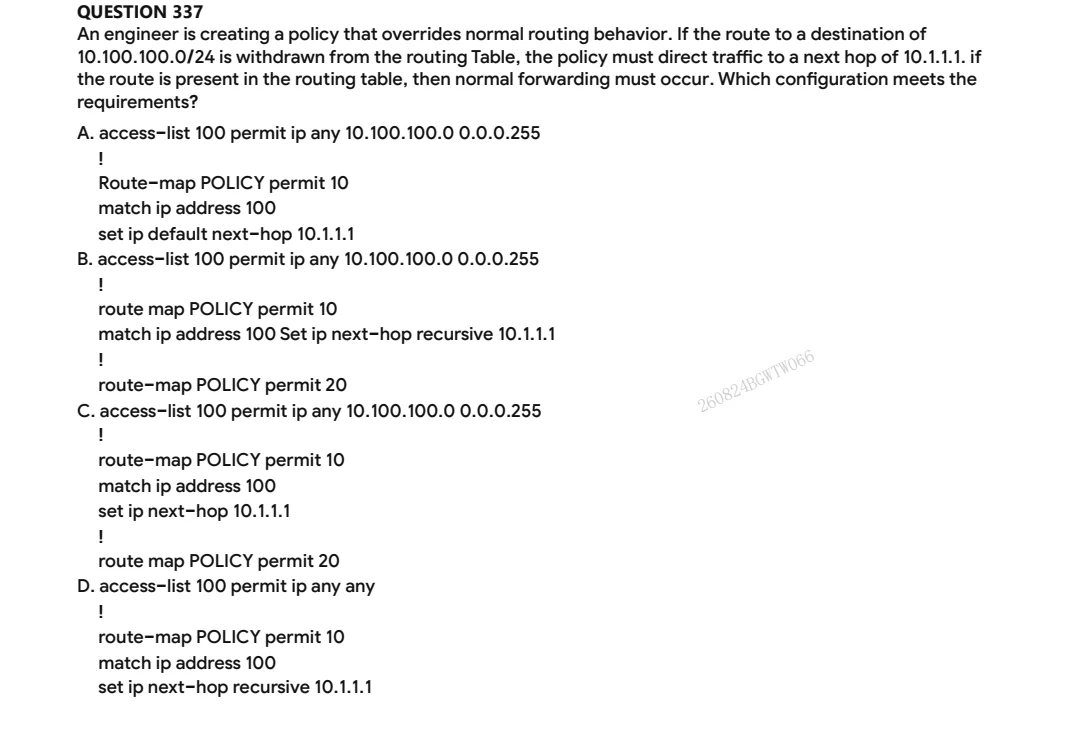 QUESTION 337
An engineer is creating a policy that overrides normal routing behavior. If the route to a destination of
10.100.100.0/24 is withdrawn from the routing Table, the policy must direct traffic to a next hop of 10.1.1.1. if
the route is present in the routing table, then normal forwarding must occur. Which configuration meets the
requirements?
A. access-list 100 permit ip any 10.100.100.0 0.0.0.255
!
Route-map POLICY permit 10
match ip address 100
set ip default next-hop 10.1.1.1
B. access-list 100 permit ip any 10.100.100.0 0.0.0.255
!
route map POLICY permit 10
match ip address 100 Set ip next-hop recursive 10.1.1.1
!
route-map POLICY permit 20
C. access-list 100 permit ip any 10.100.100.0 0.0.0.255
!
route-map POLICY permit 10
match ip address 100
set ip next-hop 10.1.1.1
!
route map POLICY permit 20
D. access-list 100 permit ip any any
!
route-map POLICY permit 10
match ip address 100
set ip next-hop recursive 10.1.1.1
260824BGWTW066